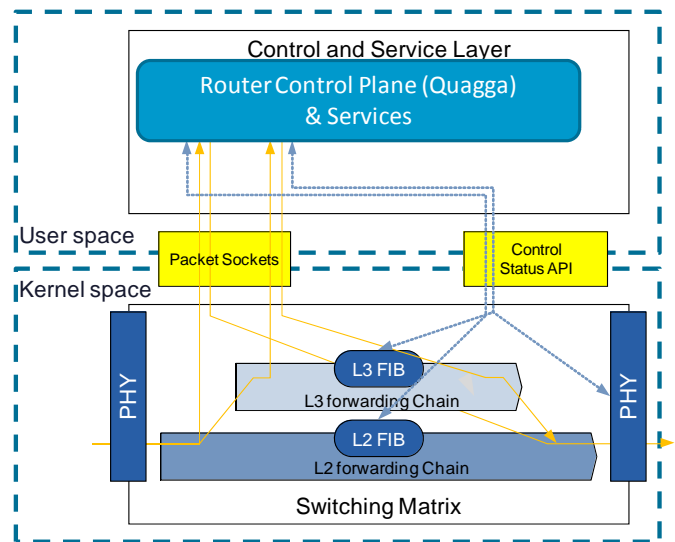 Control and Service Layer
Router Control Plane (Quagga)
& Services
User space
Packet Sockets
Control
Status API
Kernel space
PHY
PHY
L3 FIB
L3 forwarding Chain
L2 FIB
L2 forwarding Chain
Switching Matrix